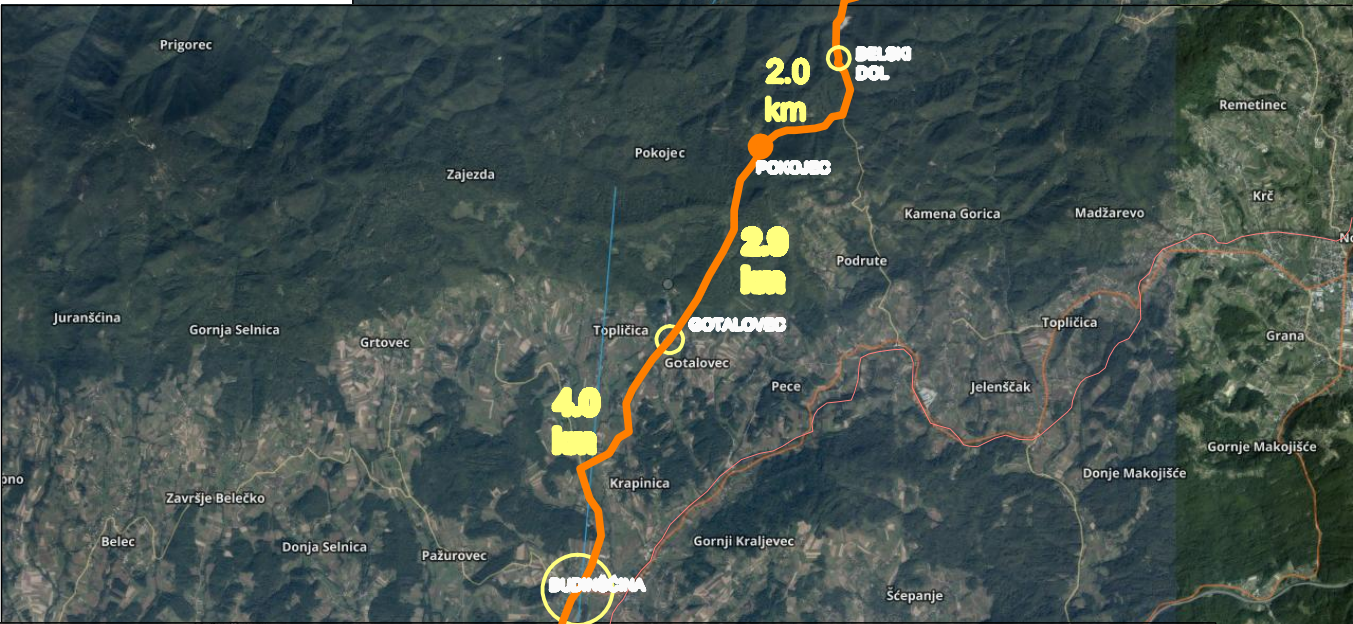 Prigorec
BELSKI
DOL
2.0
km
Remetinec
Pokojec
POKOJEC
Zajezda
Krč
Kamena Gorica
Madžarevo
2.8
km
Podrute
Juranšćina
Gornja Selnica
Topličica
GOTALOVEC
Topličica
Grtovec
Grana
Gotalovec
Pece
Jelenščak
4.0
km
Gornje Makojišće
Krapinica
Donje Makojišće
Završje Belečko
Belec
Donja Selnica
Pažurovec
Gornji Kraljevec
BUDINŠĆINA
Šćepanje